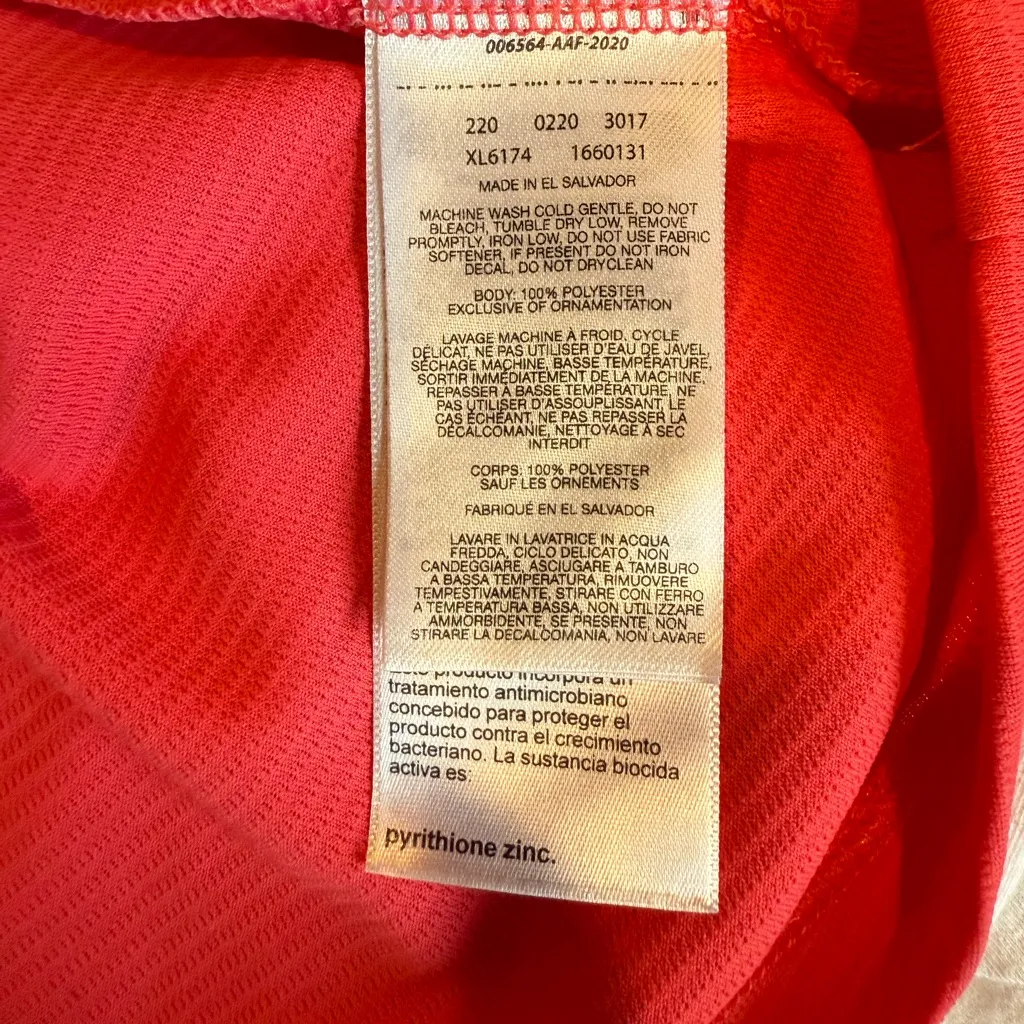 006564-AAF-2020
220 0220 3017
XL6174 1660131
MADE IN EL SALVADOR
MACHINE WASH COLD GENTLE, DO NOT
BLEACH, TUMBLE DRY LOW, REMOVE
PROMPTLY, IRON LOW, DO NOT USE FABRIC
SOFTENER, IF PRESENT DO NOT IRON
DECAL, DO NOT DRYCLEAN
BODY: 100% POLYESTER
EXCLUSIVE OF ORNAMENTATION
LAVAGE MACHINE À FROID, CYCLE
DÉLICAT, NE PAS UTILISER D'EAU DE JAVEL,
SÉCHAGE MACHINE, BASSE TEMPÉRATURE,
SORTIR IMMÉDIATEMENT DE LA MACHINE,
REPASSER À BASSE TEMPÉRATURE, NE
PAS UTILISER D'ASSOUPLISSANT, LE
CAS ÉCHÉANT, NE PAS REPASSER LA
DÉCALCOMANIE, NETTOYAGE À SEC
INTERDIT
CORPS: 100% POLYESTER
SAUF LES ORNEMENTS
FABRIQUÉ EN EL SALVADOR
LAVARE IN LAVATRICE IN ACQUA
FREDDA, CICLO DELICATO, NON
CANDEGGIARE, ASCIUGARE A TAMBURO
A BASSA TEMPERATURA, RIMUOVERE
TEMPESTIVAMENTE, STIRARE CON FERRO
A TEMPERATURA BASSA, NON UTILIZZARE
AMMORBIDENTE, SE PRESENTE, NON
STIRARE LA DECALCOMANIA, NON LAVARE
Este producto incorpora un
tratamiento antimicrobiano
concebido para proteger el
producto contra el crecimiento
bacteriano. La sustancia biocida
activa es:
pyrithione zinc.